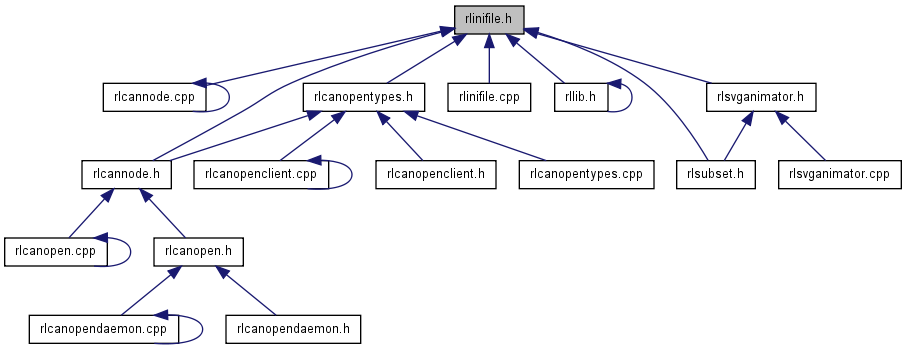 rlinifile.h
rlcannode.cpp
rlcanopentypes.h
rlinifile.cpp
rllib.h
rlsvganimator.h
rlcannode.h
rlcanopenclient.cpp
rlcanopenclient.h
rlcanopentypes.cpp
rlsubset.h
rlsvganimator.cpp
rlcanopen.cpp
rlcanopen.h
rlcanopendaemon.cpp
rlcanopendaemon.h